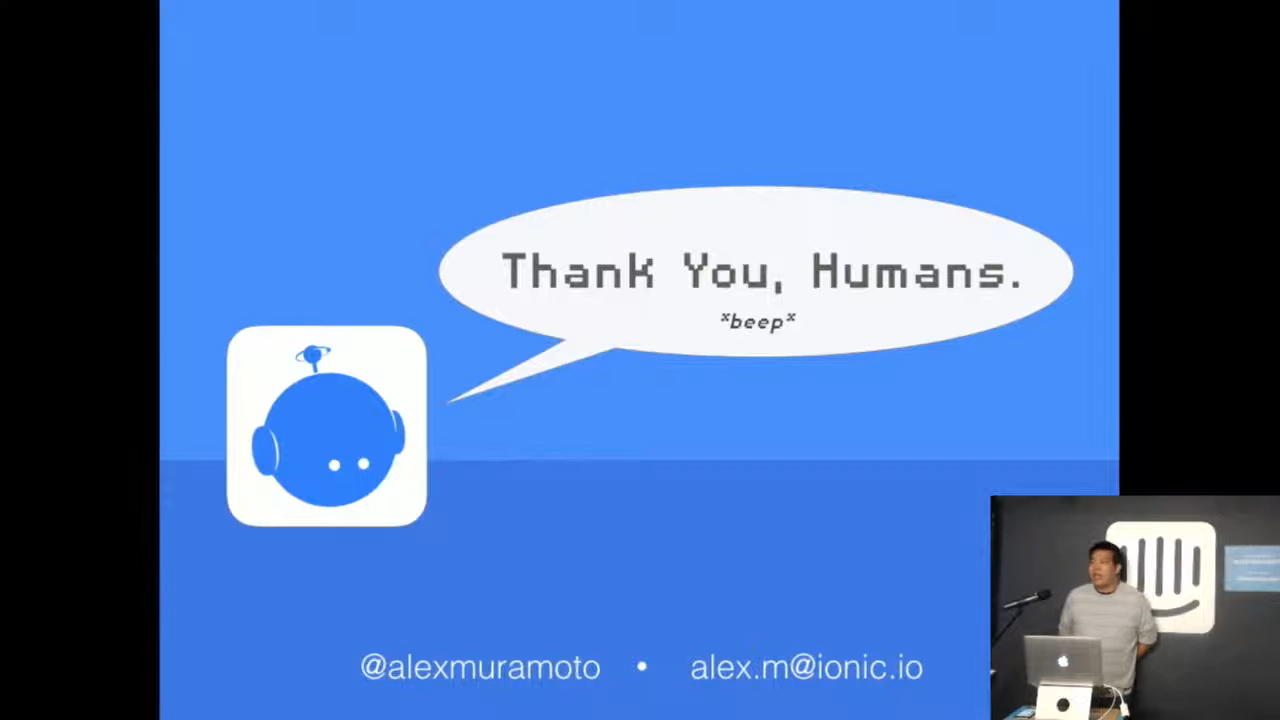 Thank You, Humans.
*beep*
@alexmuramoto • alex.m@ionic.io